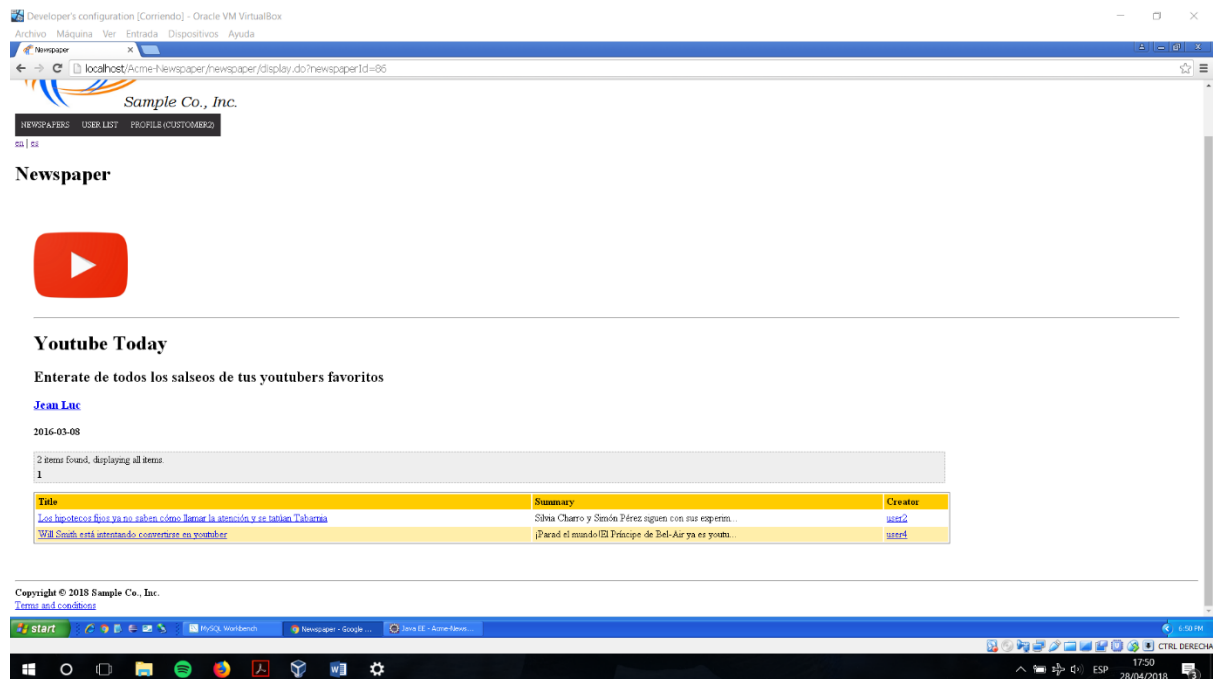 Developer's configuration [Corriendo] - Oracle VM VirtualBox
Archivo Máquina Ver Entrada Dispositivos Ayuda
Newspaper
localhost/Acme-Newspaper/newspaper/display.do?newspaperId=86
Sample Co., Inc.
NEWSPAPERS USER LIST PROFILE (CUSTOMER2)
en | es
Newspaper
Youtube Today
Enterate de todos los salseos de tus youtubers favoritos
Jean Luc
2016-03-08
2 items found, displaying all items.
1
Title Summary Creator
Los hipotecos fijos ya no saben cómo llamar la atención y se tatúan Tabarnia Silvia Charro y Simón Pérez siguen con sus experim... user2
Will Smith está intentando convertirse en youtuber ¡Parad el mundo!El Príncipe de Bel-Air ya es youtu... user4
Copyright © 2018 Sample Co., Inc.
Terms and conditions
start MySQL Workbench Newspaper - Google ... Java EE - Acme-News... 6:50 PM
CTRL DERECHA
ESP 17:50
28/04/2018